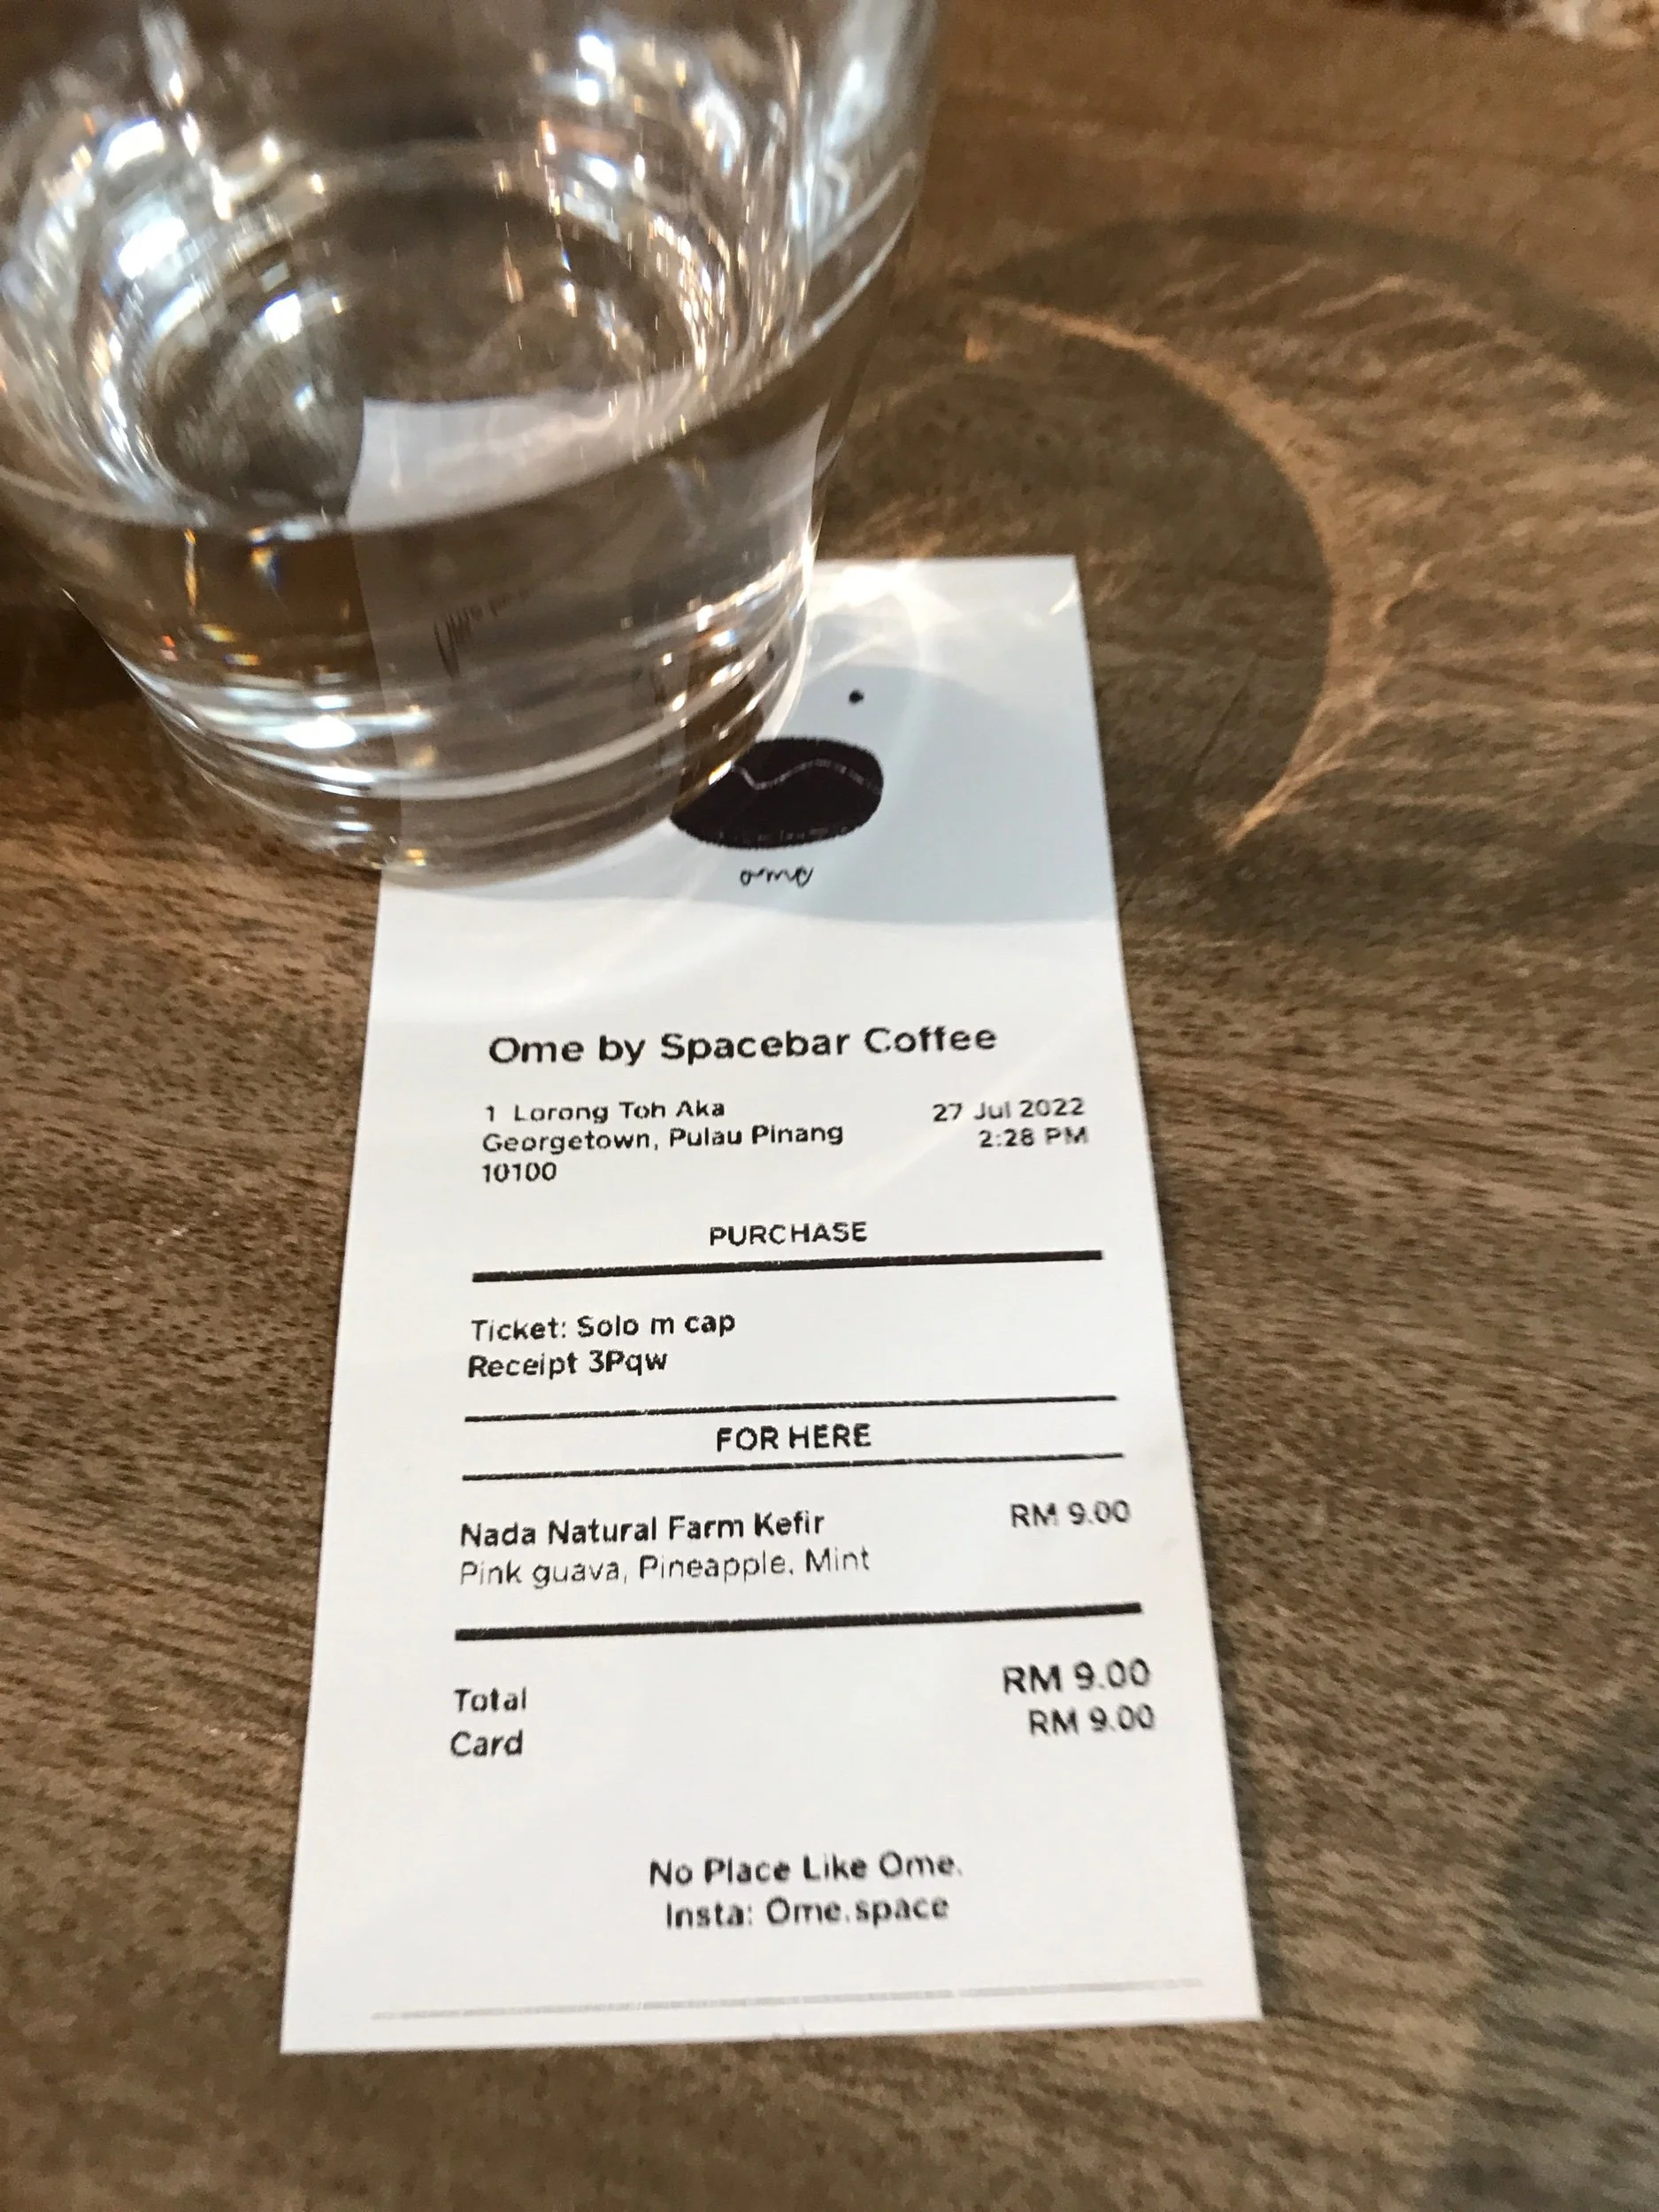 ome
Ome by Spacebar Coffee
1 Lorong Toh Aka
Georgetown, Pulau Pinang
10100
27 Jul 2022
2:28 PM
PURCHASE
Ticket: Solo m cap
Receipt 3Pqw
FOR HERE
Nada Natural Farm Kefir RM 9.00
Pink guava, Pineapple, Mint
Total RM 9.00
Card RM 9.00
No Place Like Ome.
Insta: Ome.space